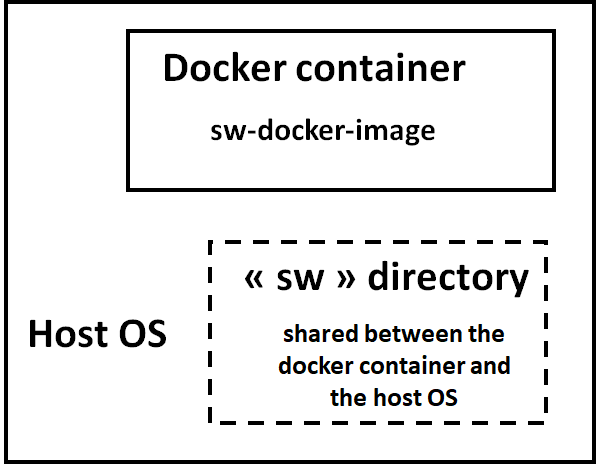 Docker container
sw-docker-image
« sw » directory
Host OS
shared between the
docker container and
the host OS